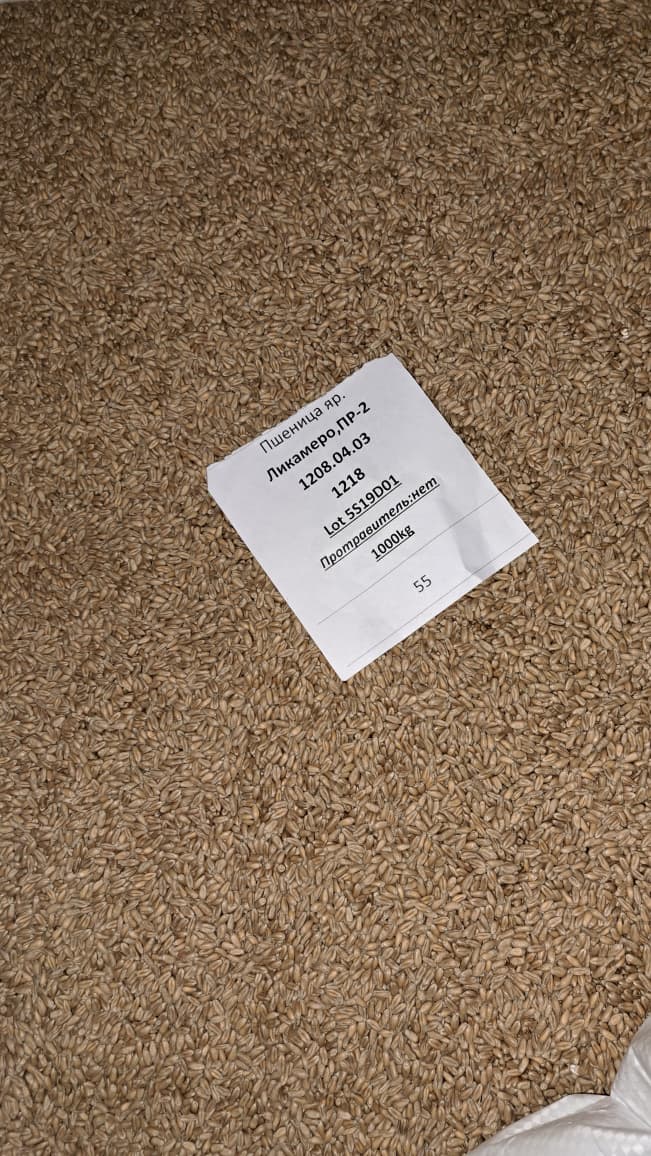 Пшеница яр.
Ликамеро,ПР-2
1208.04.03
1218
Lot 5S19D01
Протравитель:нет
1000kg
55